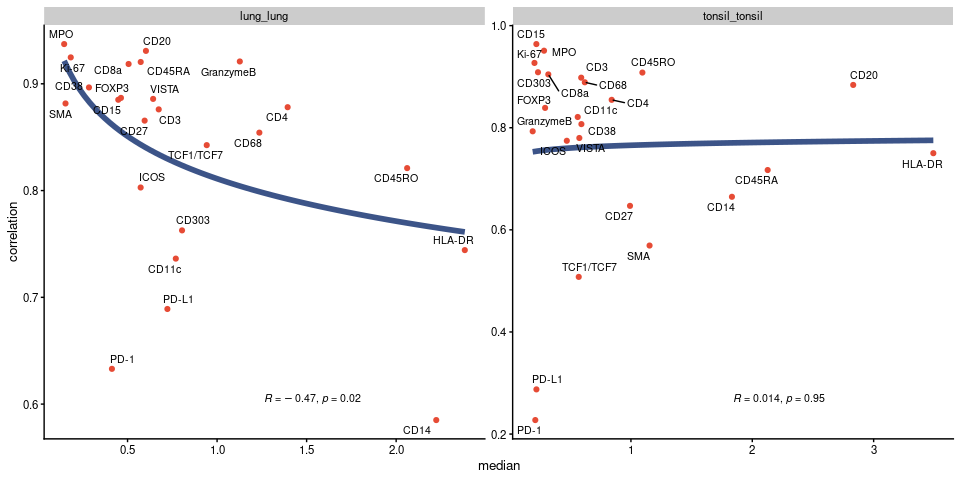 lung_lung
tonsil_tonsil
correlation
0.9
0.8
0.7
0.6
MPO
CD20
Ki-67
CD8a
CD45RA
GranzymeB
CD38
FOXP3
VISTA
SMA
CD15
CD3
CD4
CD27
CD68
TCF1/TCF7
ICOS
CD45RO
CD303
HLA-DR
CD11c
PD-L1
PD-1
R = − 0.47, p = 0.02
CD14
0.5
1.0
1.5
2.0
1.0
0.8
0.6
0.4
0.2
CD15
Ki-67
MPO
CD3
CD45RO
CD20
CD303
CD8a
CD68
FOXP3
CD11c
CD4
GranzymeB
CD38
ICOS
VISTA
HLA-DR
CD45RA
CD14
CD27
SMA
TCF1/TCF7
PD-L1
R = 0.014, p = 0.95
PD-1
1
2
3
median